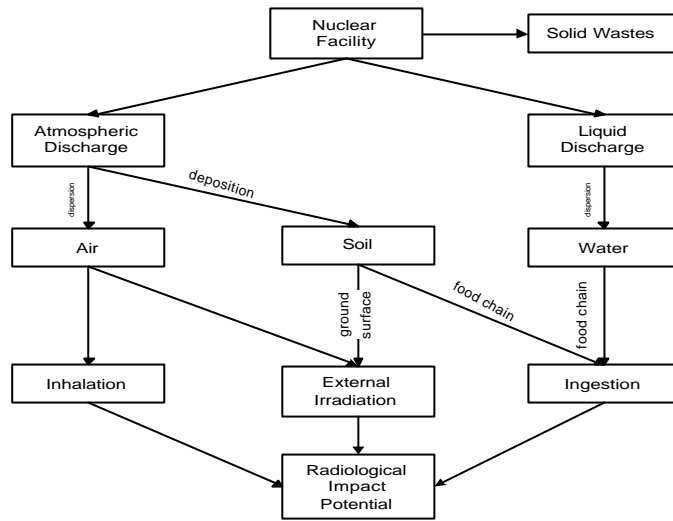 Nuclear
Facility
Solid Wastes
Atmospheric
Discharge
Liquid
Discharge
dispersion
deposition
dispersion
Air
Soil
Water
ground
surface
food chain
food chain
Inhalation
External
Irradiation
Ingestion
Radiological
Impact
Potential